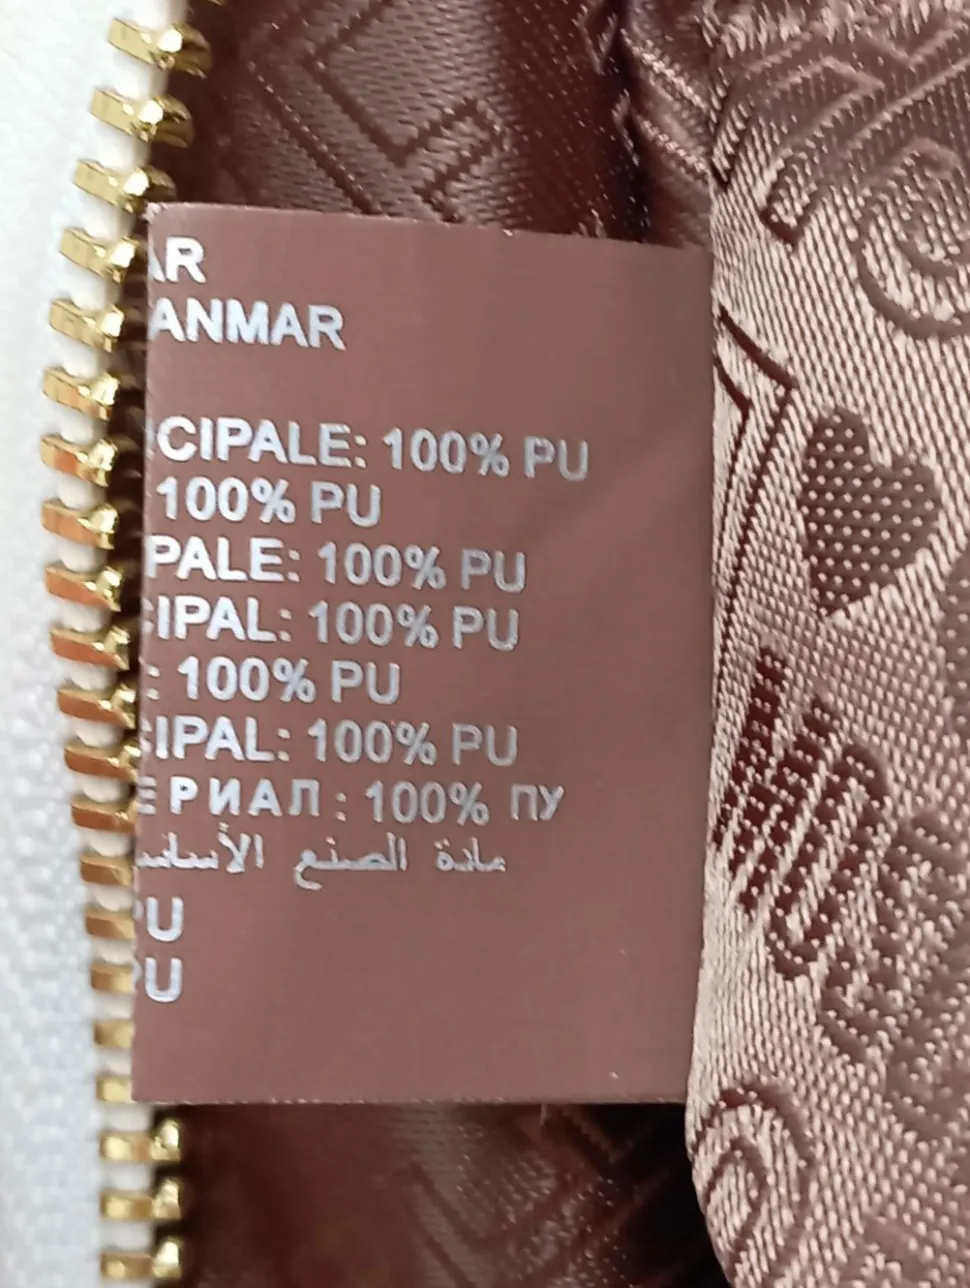 AR
ANMAR
CIPALE: 100% PU
100% PU
PALE: 100% PU
CIPAL: 100% PU
: 100% PU
CIPAL: 100% PU
ЕРИАЛ: 100% ПУ
مادة الصنع الأساس
PU
PU